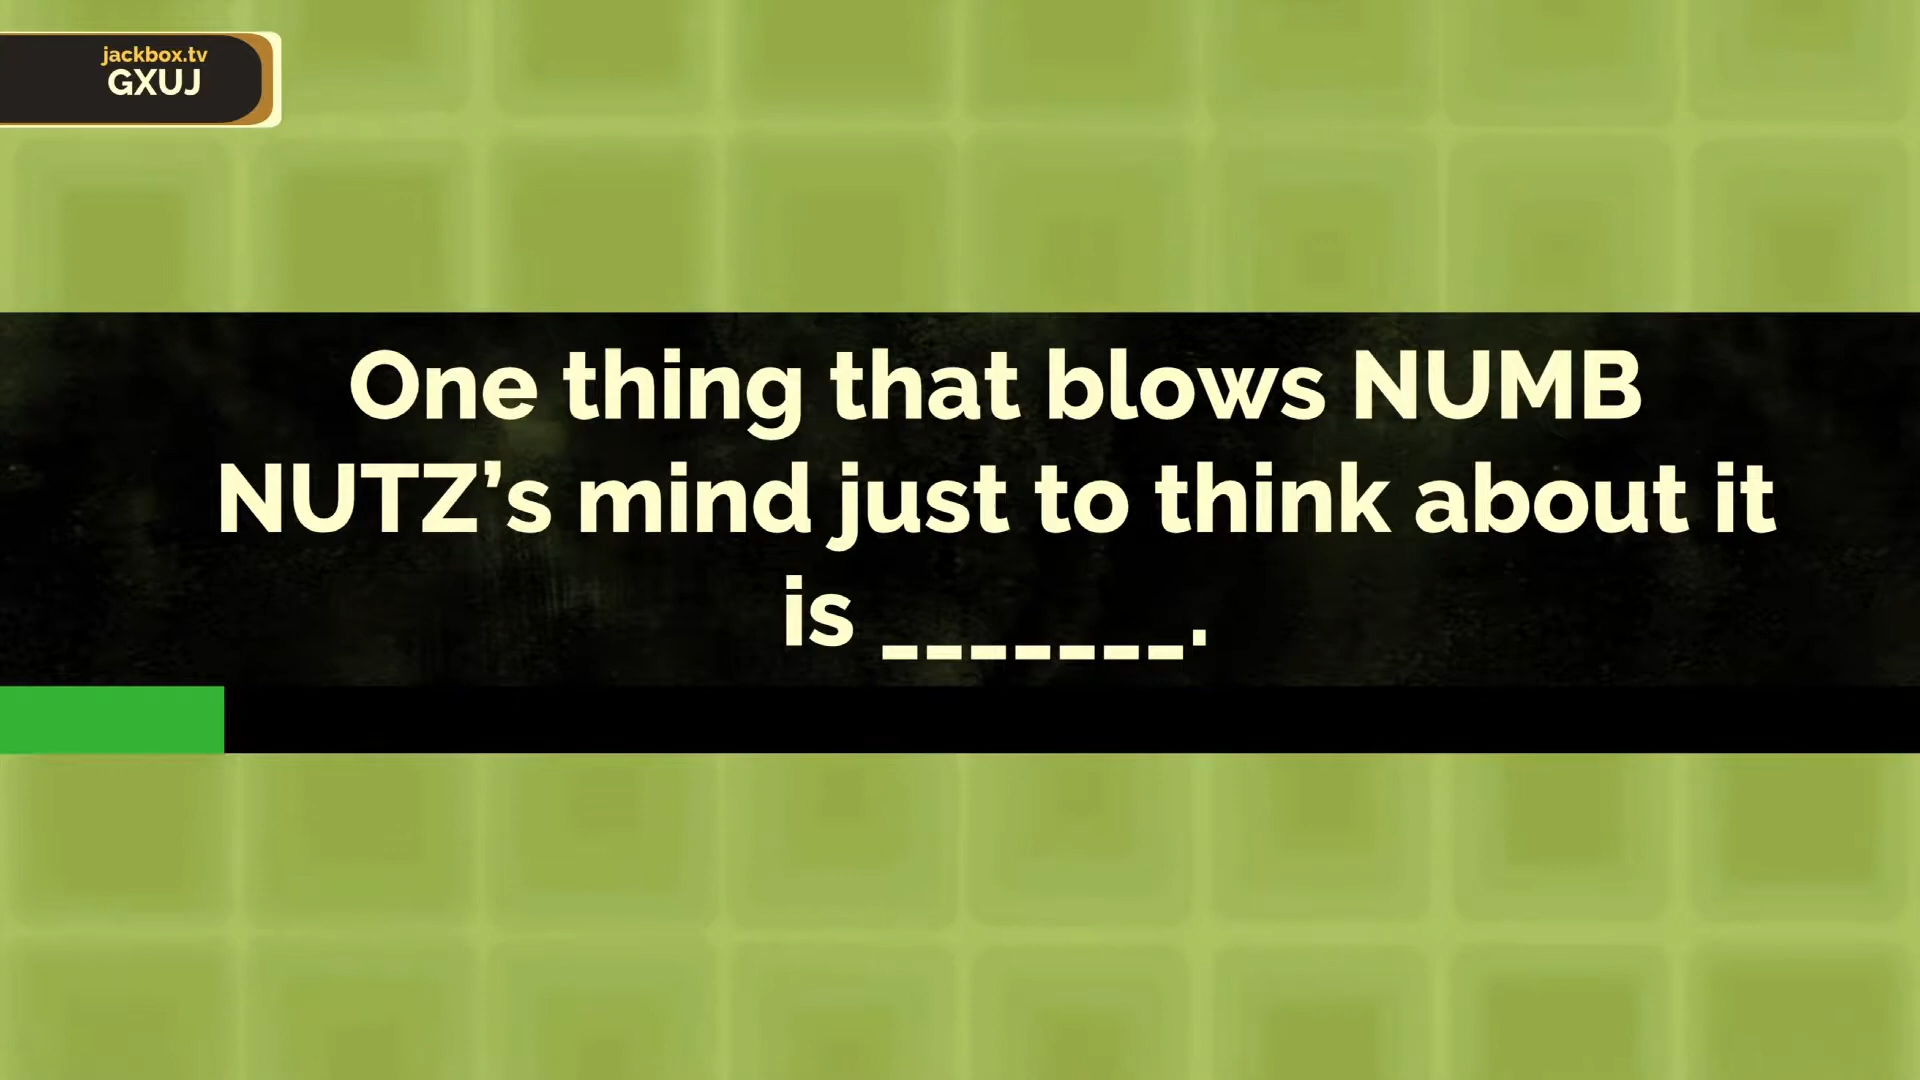 jackbox.tv
GXUJ
One thing that blows NUMB
NUTZ’s mind just to think about it
is _______.